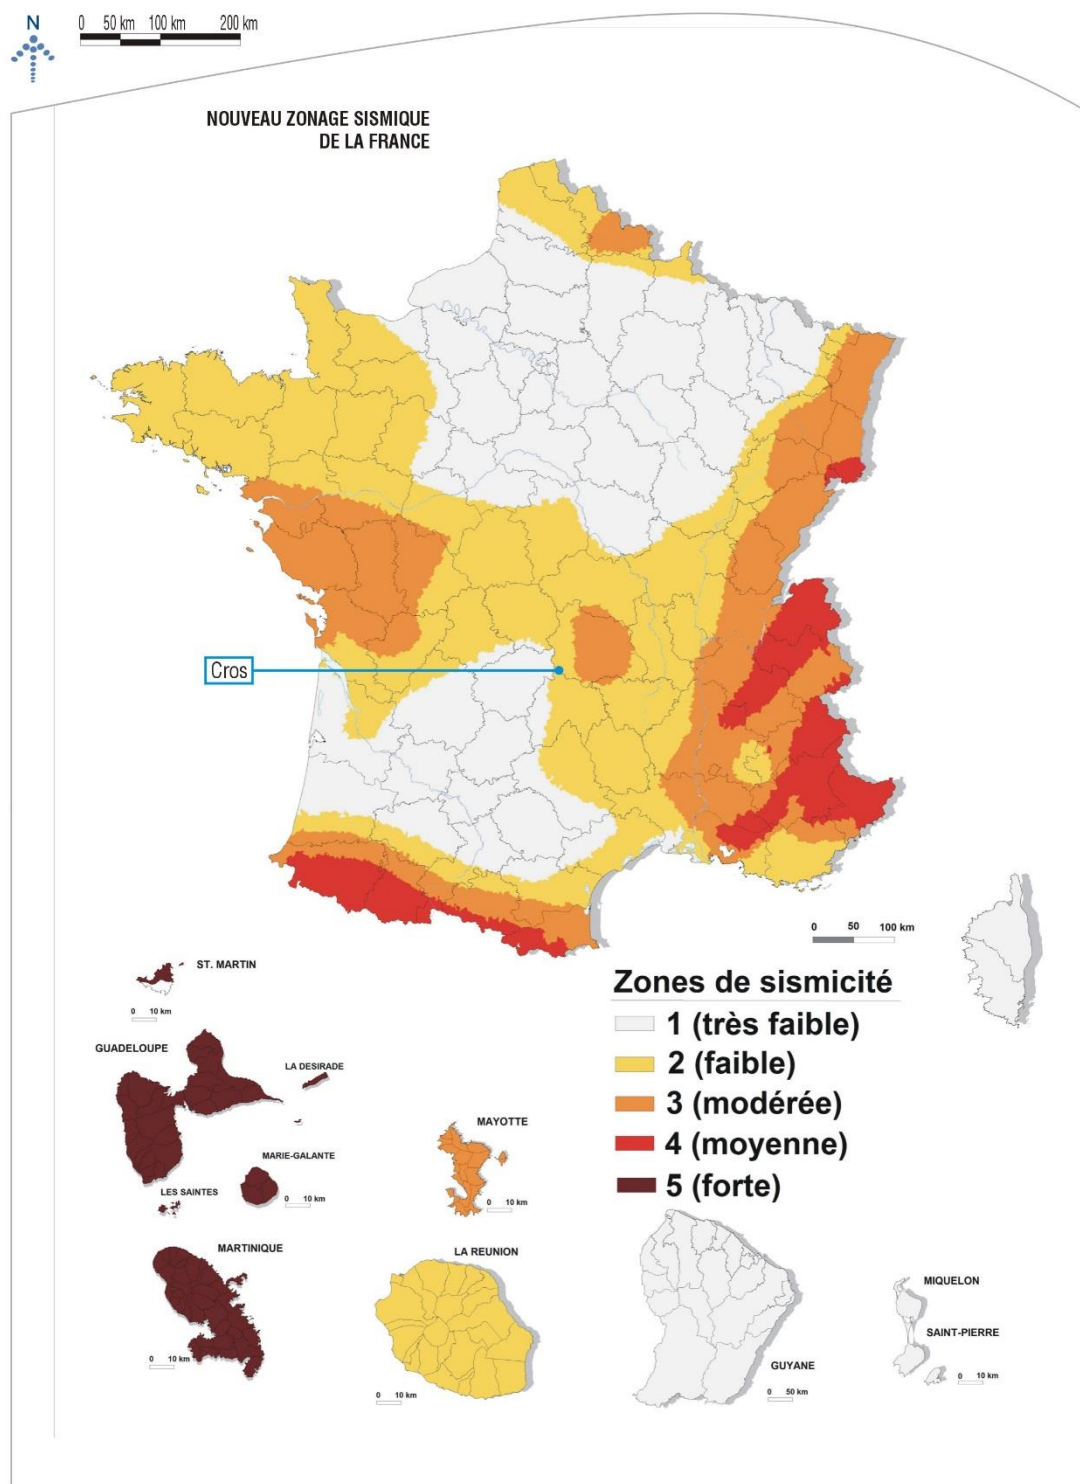 N
0 50 km 100 km 200 km
NOUVEAU ZONAGE SISMIQUE
DE LA FRANCE
Cros
0 50 100 km
ST. MARTIN
0 10 km
GUADELOUPE
LA DESIRADE
MARIE-GALANTE
0 10 km
LES SAINTES
MAYOTTE
0 10 km
Zones de sismicité
1 (très faible)
2 (faible)
3 (modérée)
4 (moyenne)
5 (forte)
MARTINIQUE
0 10 km
LA REUNION
0 10 km
GUYANE
0 50 km
MIQUELON
SAINT-PIERRE
0 10 km